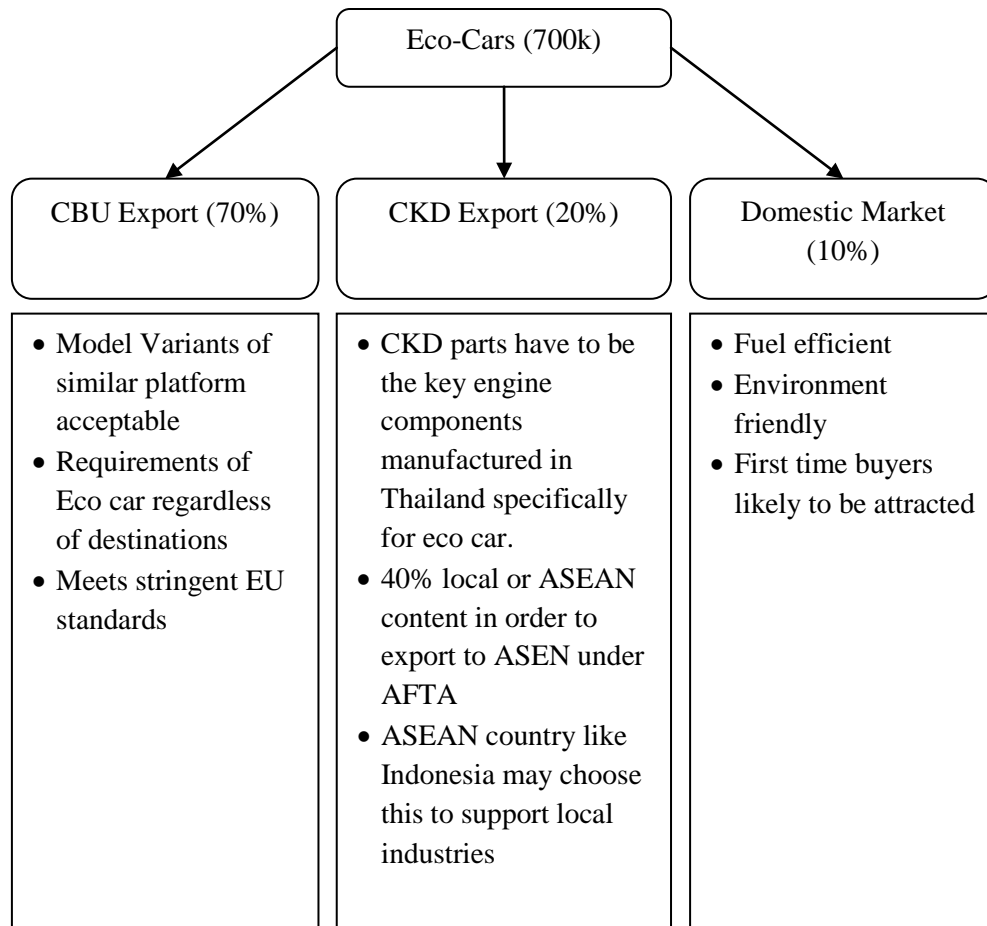 Eco-Cars (700k)
CBU Export (70%)
CKD Export (20%)
Domestic Market
(10%)
• Model Variants of
similar platform
acceptable
• Requirements of
Eco car regardless
of destinations
• Meets stringent EU
standards
• CKD parts have to be
the key engine
components
manufactured in
Thailand specifically
for eco car.
• 40% local or ASEAN
content in order to
export to ASEN under
AFTA
• ASEAN country like
Indonesia may choose
this to support local
industries
• Fuel efficient
• Environment
friendly
• First time buyers
likely to be attracted